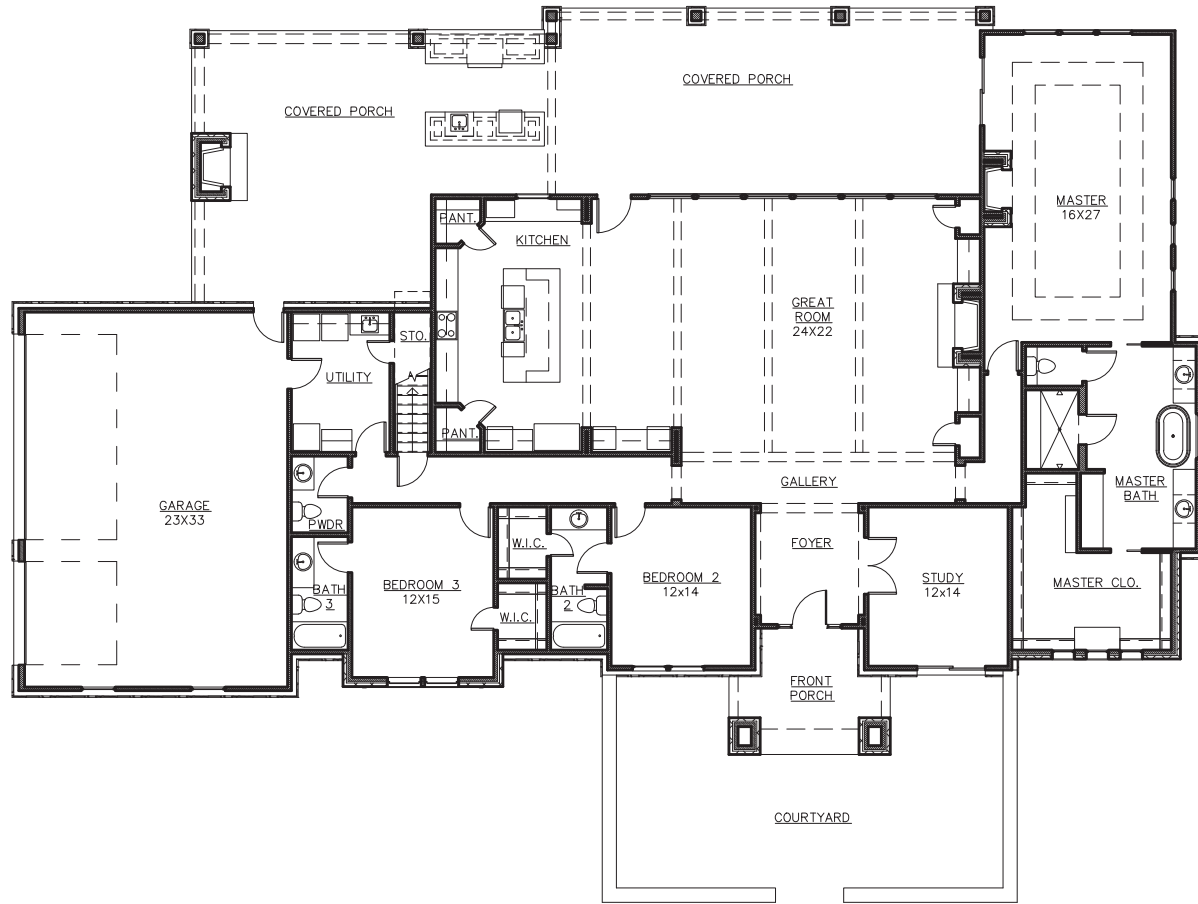 COVERED PORCH
COVERED PORCH
MASTER
16X27
PANT.
KITCHEN
GREAT
ROOM
24X22
STO.
UTILITY
PANT.
GALLERY
MASTER
BATH
GARAGE
23X33
PWDR
W.I.C.
FOYER
BEDROOM 3
12X15
BATH
3
BEDROOM 2
12x14
BATH
2
STUDY
12x14
MASTER CLO.
W.I.C.
FRONT
PORCH
COURTYARD